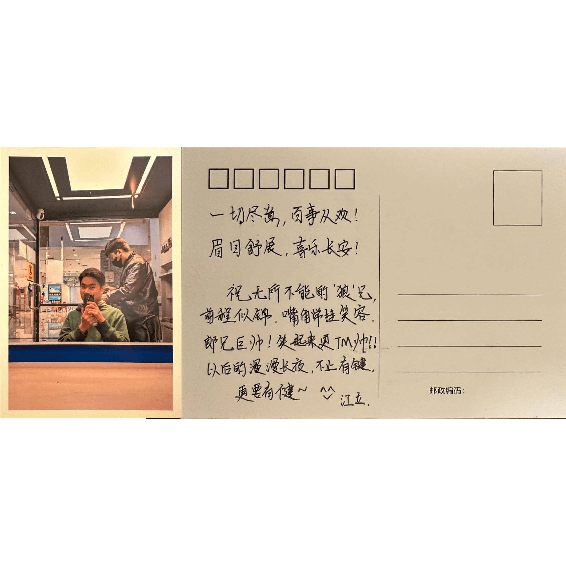 一切尽意，百事从欢！
眉目舒展，喜乐长安！
祝无所不能的“狼”兄，
前程似锦，嘴角常挂笑容，
郎兄巨帅！笑起来更TM帅!!
以后的漫漫长夜，不止有键，
更要有健～ ^^ 江立.
邮政编码：